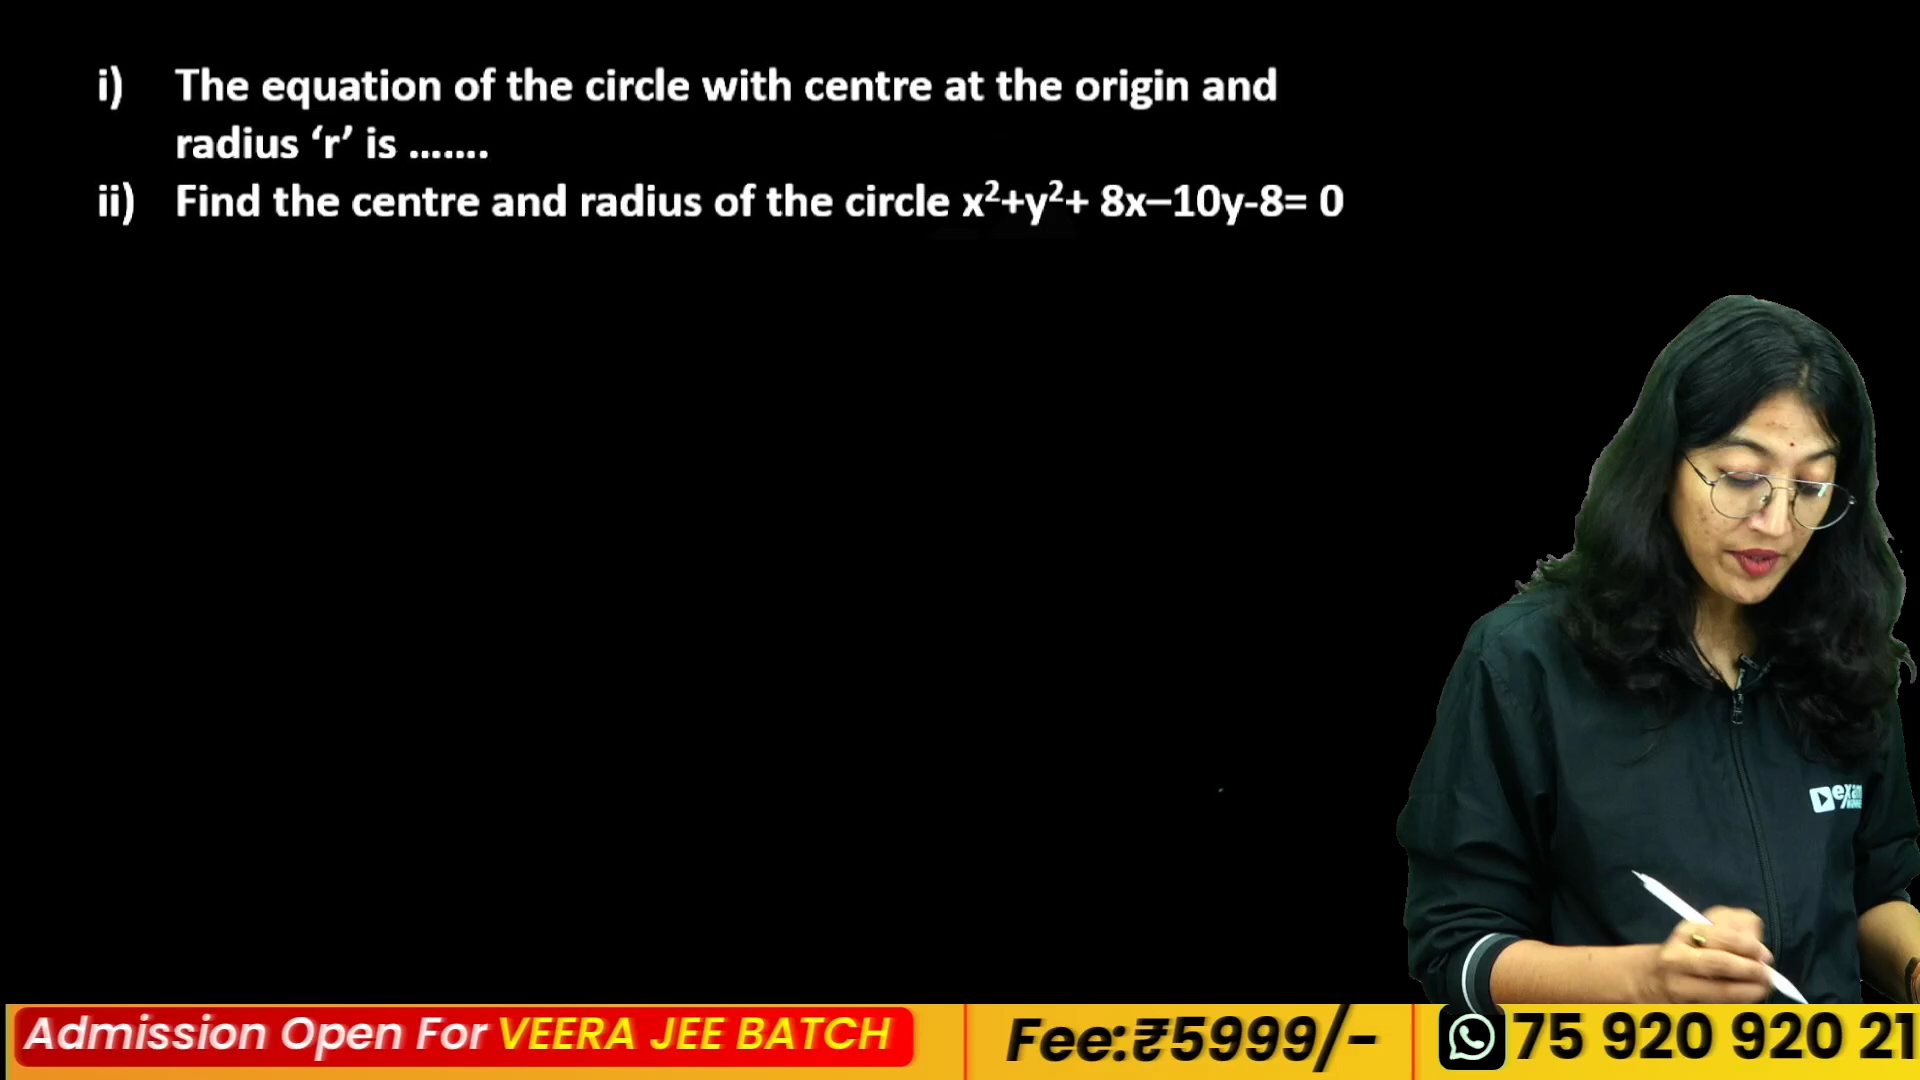 i) The equation of the circle with centre at the origin and
radius ‘r’ is .......
ii) Find the centre and radius of the circle x²+y²+ 8x–10y-8= 0
exam
Admission Open For VEERA JEE BATCH
Fee:₹5999/-
75 920 920 21